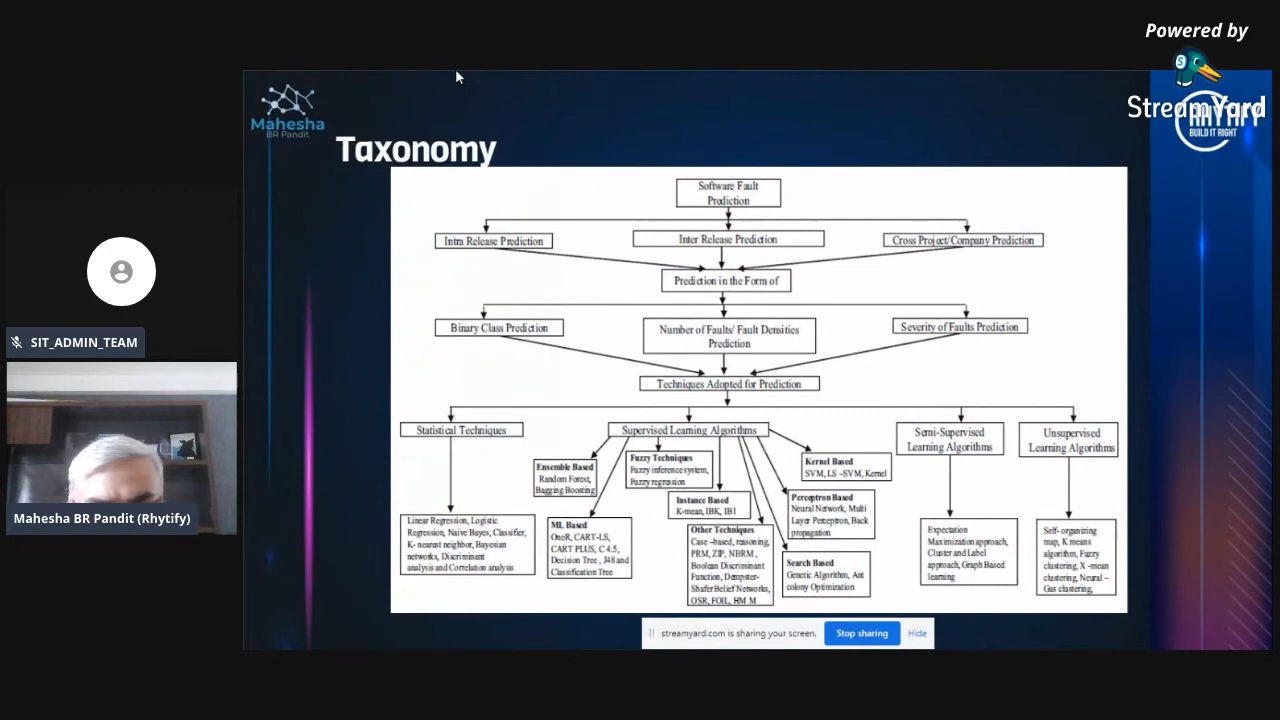 Powered by
StreamYard
BUILD IT RIGHT
Mahesha
BR Pandit
Taxonomy
Software Fault
Prediction
Intra Release Prediction
Inter Release Prediction
Cross Project/Company Prediction
Prediction in the Form of
Binary Class Prediction
Number of Faults/ Fault Densities
Prediction
Severity of Faults Prediction
Techniques Adopted for Prediction
Statistical Techniques
Supervised Learning Algorithms
Semi-Supervised
Learning Algorithms
Unsupervised
Learning Algorithms
Ensemble Based
Random Forest,
Bagging Boosting
Fuzzy Techniques
Fuzzy inference system,
Fuzzy regression
Kernel Based
SVM, LS -SVM, Kernel
Instance Based
K-mean, IBK, IB1
Perceptron Based
Neural Network, Multi
Layer Perceptron, Back
propagation
Linear Regression, Logistic
Regression, Naive Bayes, Classifier,
K- nearest neighbor, Bayesian
networks, Discriminant
analysis and Correlation analysis
ML Based
OneR, CART-LS,
CART PLUS, C 4.5,
Decision Tree , J48 and
Classification Tree
Other Techniques
Case -based, reasoning,
PRM, ZIP, NBRM ,
Boolean Discriminant
Function, Dempster-
Shafer Belief Networks,
OSR, FOIL, HM M
Search Based
Genetic Algorithm, Ant
colony Optimization
Expectation
Maximization approach,
Cluster and Label
approach, Graph Based
learning
Self- organizing
map, K means
algorithm, Fuzzy
clustering, X -mean
clustering, Neural –
Gas clustering,
SIT_ADMIN_TEAM
Mahesha BR Pandit (Rhytify)
streamyard.com is sharing your screen.
Stop sharing
Hide